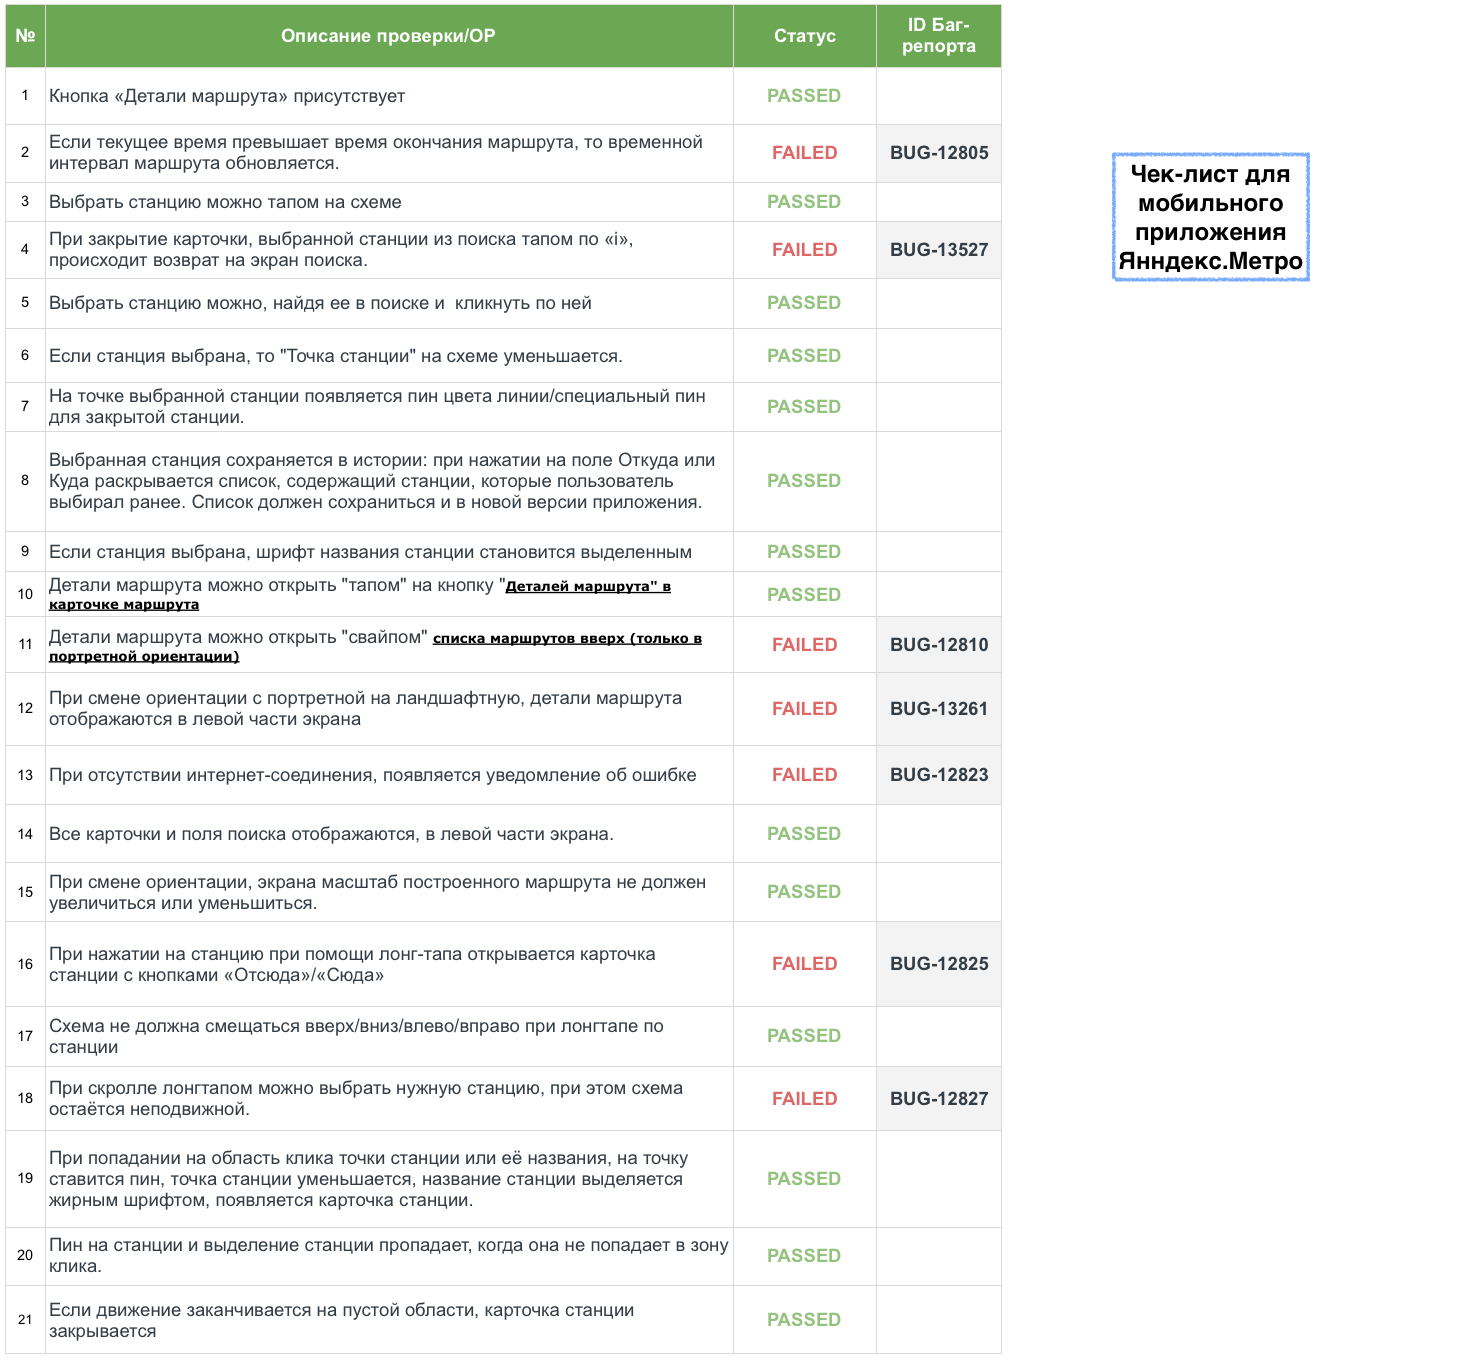 № Описание проверки/ОР Статус ID Баг-
репорта
1 Кнопка «Детали маршрута» присутствует PASSED
2 Если текущее время превышает время окончания маршрута, то временной
интервал маршрута обновляется. FAILED BUG-12805
3 Выбрать станцию можно тапом на схеме PASSED
4 При закрытие карточки, выбранной станции из поиска тапом по «i»,
происходит возврат на экран поиска. FAILED BUG-13527
5 Выбрать станцию можно, найдя ее в поиске и  кликнуть по ней PASSED
6 Если станция выбрана, то "Точка станции" на схеме уменьшается. PASSED
7 На точке выбранной станции появляется пин цвета линии/специальный пин
для закрытой станции. PASSED
8 Выбранная станция сохраняется в истории: при нажатии на поле Откуда или
Куда раскрывается список, содержащий станции, которые пользователь
выбирал ранее. Список должен сохраниться и в новой версии приложения. PASSED
9 Если станция выбрана, шрифт названия станции становится выделенным PASSED
10 Детали маршрута можно открыть "тапом" на кнопку "Деталей маршрута" в
карточке маршрута PASSED
11 Детали маршрута можно открыть "свайпом" списка маршрутов вверх (только в
портретной ориентации) FAILED BUG-12810
12 При смене ориентации с портретной на ландшафтную, детали маршрута
отображаются в левой части экрана FAILED BUG-13261
13 При отсутствии интернет-соединения, появляется уведомление об ошибке FAILED BUG-12823
14 Все карточки и поля поиска отображаются, в левой части экрана. PASSED
15 При смене ориентации, экрана масштаб построенного маршрута не должен
увеличиться или уменьшиться. PASSED
16 При нажатии на станцию при помощи лонг-тапа открывается карточка
станции с кнопками «Отсюда»/«Сюда» FAILED BUG-12825
17 Схема не должна смещаться вверх/вниз/влево/вправо при лонгтапе по
станции PASSED
18 При скролле лонгтапом можно выбрать нужную станцию, при этом схема
остаётся неподвижной. FAILED BUG-12827
19 При попадании на область клика точки станции или её названия, на точку
ставится пин, точка станции уменьшается, название станции выделяется
жирным шрифтом, появляется карточка станции. PASSED
20 Пин на станции и выделение станции пропадает, когда она не попадает в зону
клика. PASSED
21 Если движение заканчивается на пустой области, карточка станции
закрывается PASSED
Чек-лист для
мобильного
приложения
Янндекс.Метро